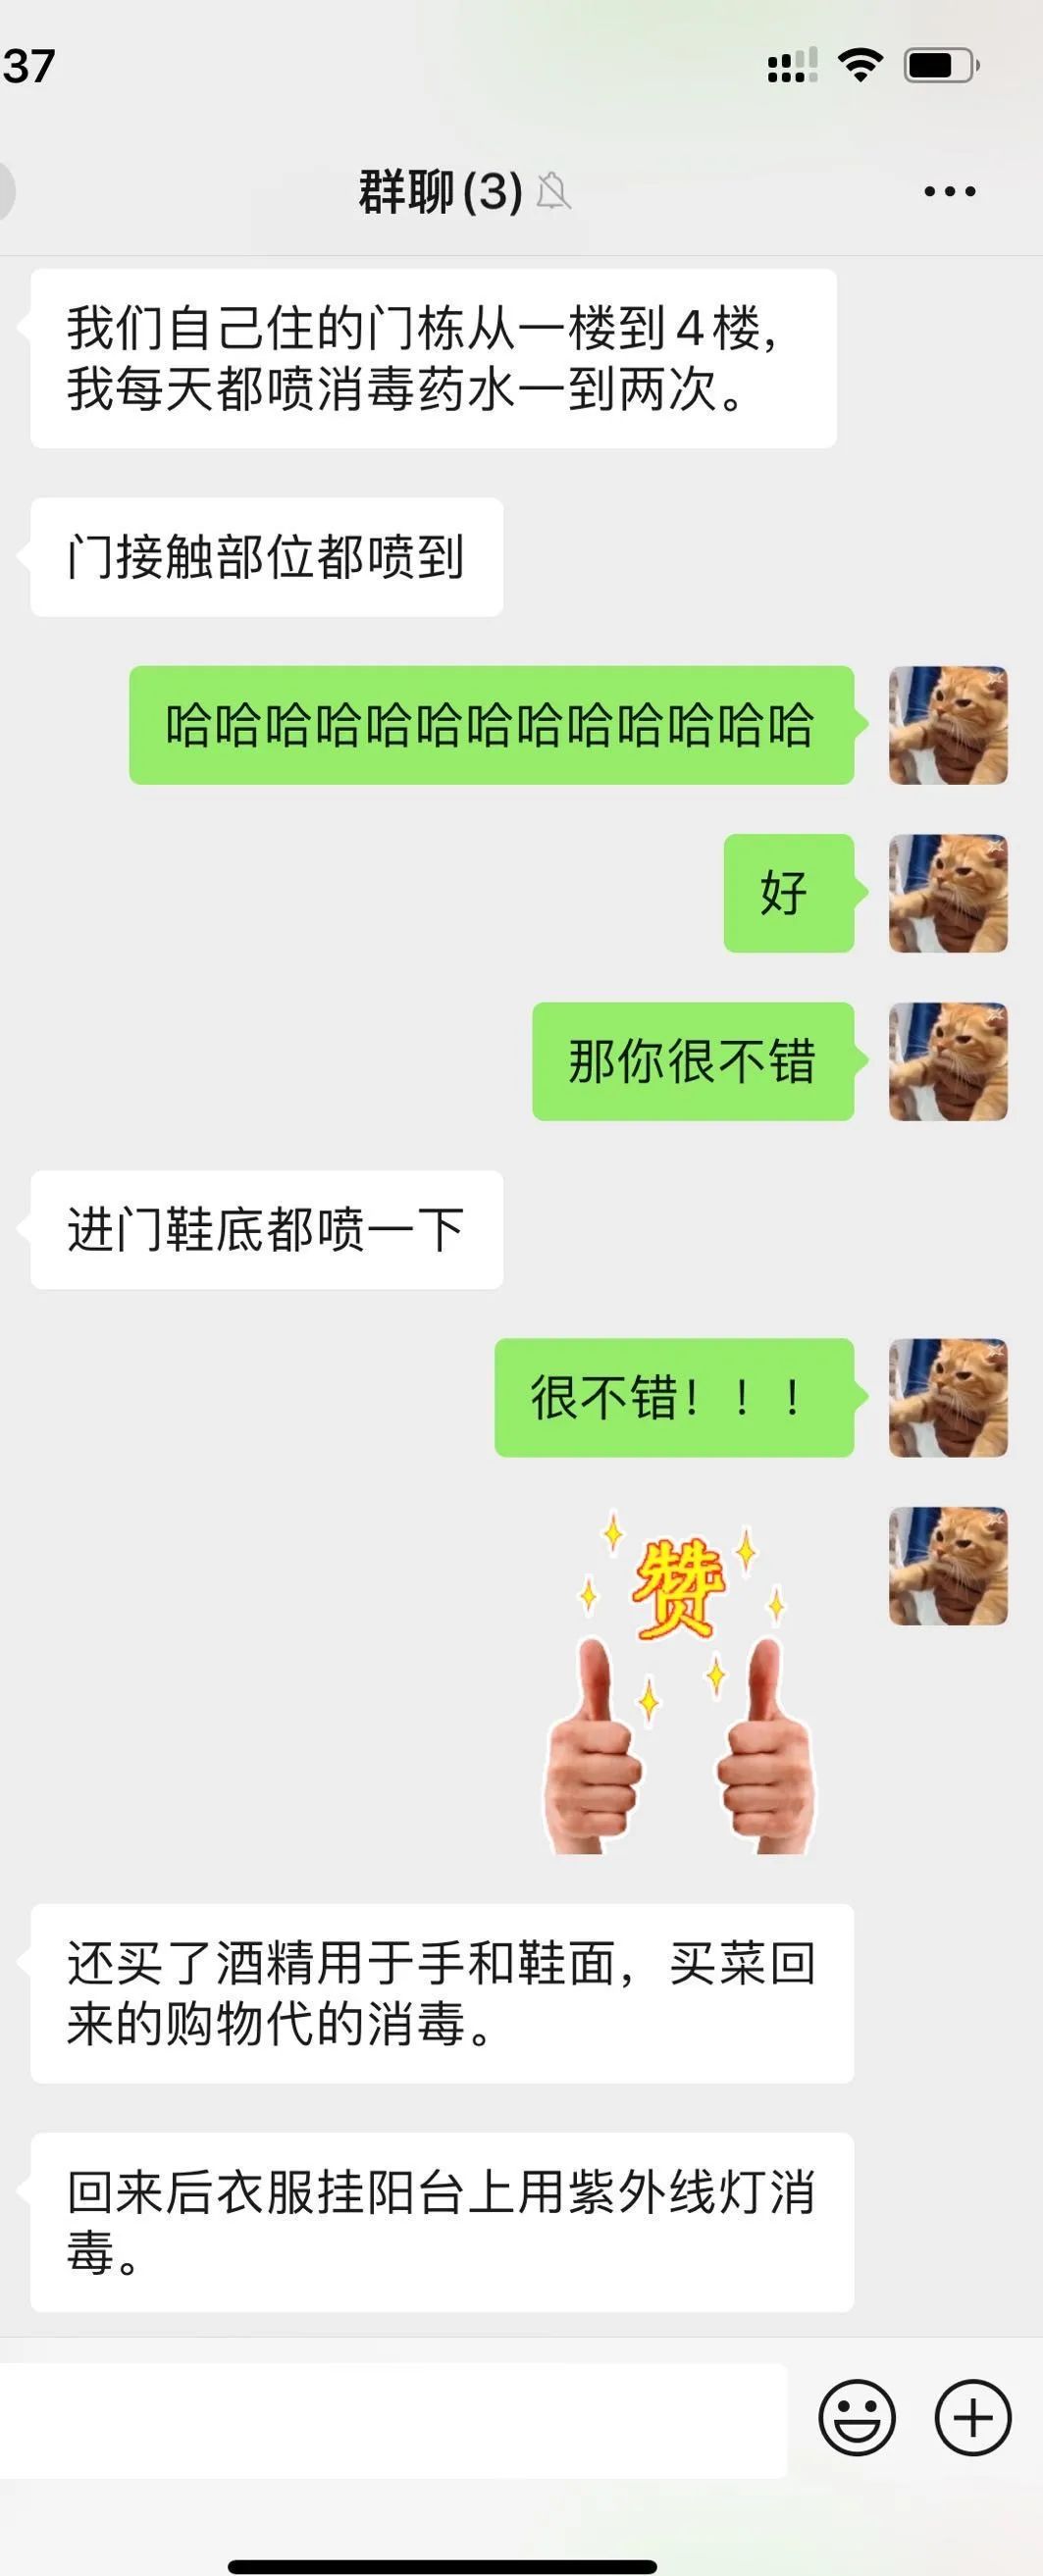 37
群聊(3)
我们自己住的门栋从一楼到4楼，
我每天都喷消毒药水一到两次。
门接触部位都喷到
哈哈哈哈哈哈哈哈哈哈哈哈哈
好
那你很不错
进门鞋底都喷一下
很不错！！！
赞
还买了酒精用于手和鞋面，买菜回
来的购物代的消毒。
回来后衣服挂阳台上用紫外线灯消
毒。